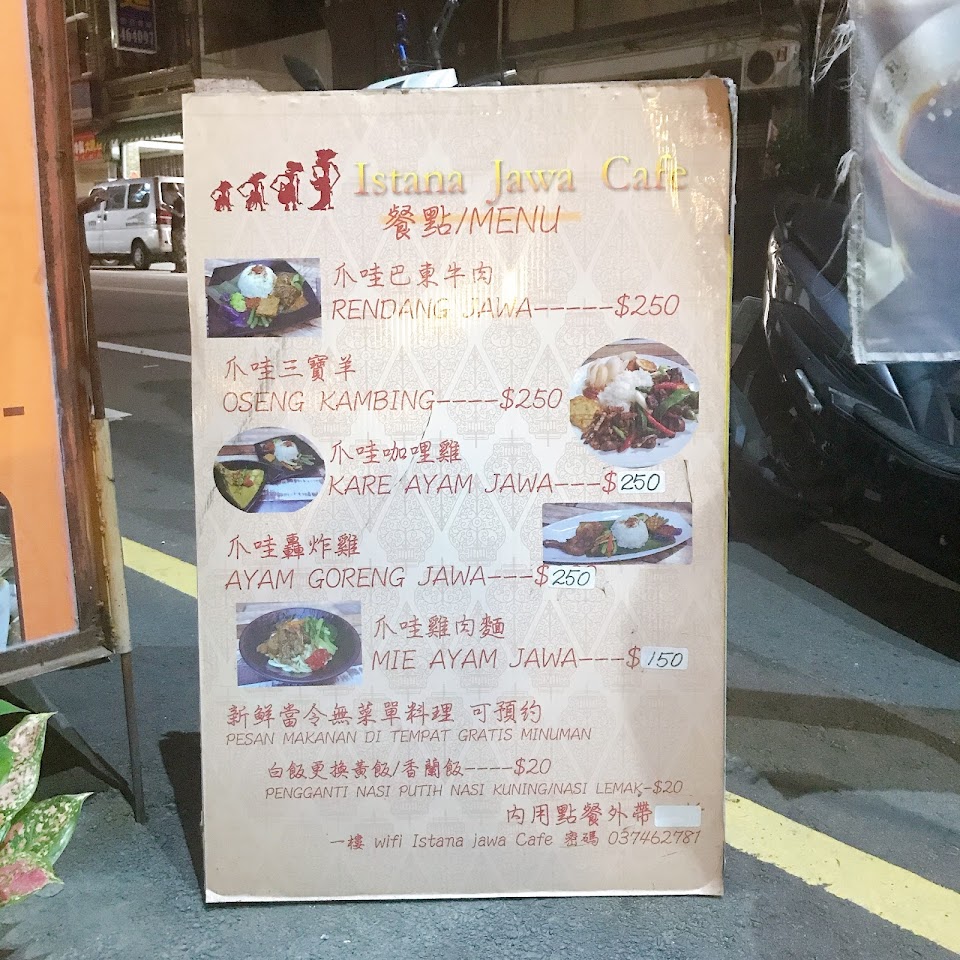 464097
Istana Jawa Cafe
餐點/MENU
爪哇巴東牛肉
RENDANG JAWA-----$250
爪哇三寶羊
OSENG KAMBING----$250
爪哇咖哩雞
KARE AYAM JAWA---$250
爪哇轟炸雞
AYAM GORENG JAWA---$250
爪哇雞肉麵
MIE AYAM JAWA---$150
新鮮當令無菜單料理 可預約
PESAN MAKANAN DI TEMPAT GRATIS MINUMAN
白飯更換黃飯/香蘭飯----$20
PENGGANTI NASI PUTIH NASI KUNING/NASI LEMAK-$20
內用點餐外帶
一樓 wifi Istana jawa Cafe 密碼 037462781